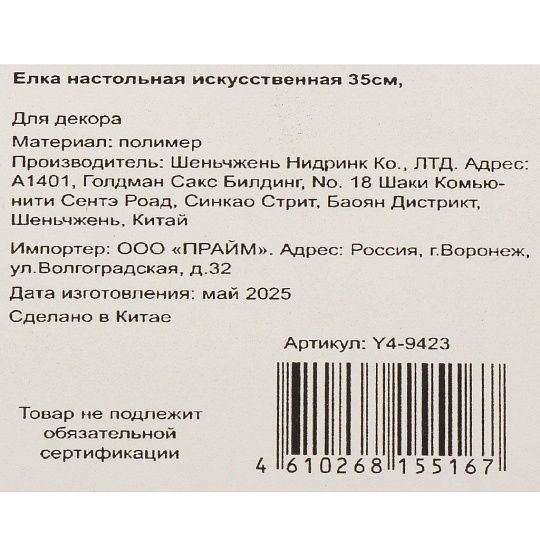 Елка настольная искусственная 35см,
Для декора
Материал: полимер
Производитель: Шеньчжень Нидринк Ко., ЛТД. Адрес:
А1401, Голдман Сакс Билдинг, No. 18 Шаки Комью-
нити Сентэ Роад, Синкао Стрит, Баоян Дистрикт,
Шеньчжень, Китай
Импортер: ООО «ПРАЙМ». Адрес: Россия, г.Воронеж,
ул.Волгоградская, д.32
Дата изготовления: май 2025
Сделано в Китае
Артикул: Y4-9423
Товар не подлежит
обязательной
сертификации
4 610268 155167